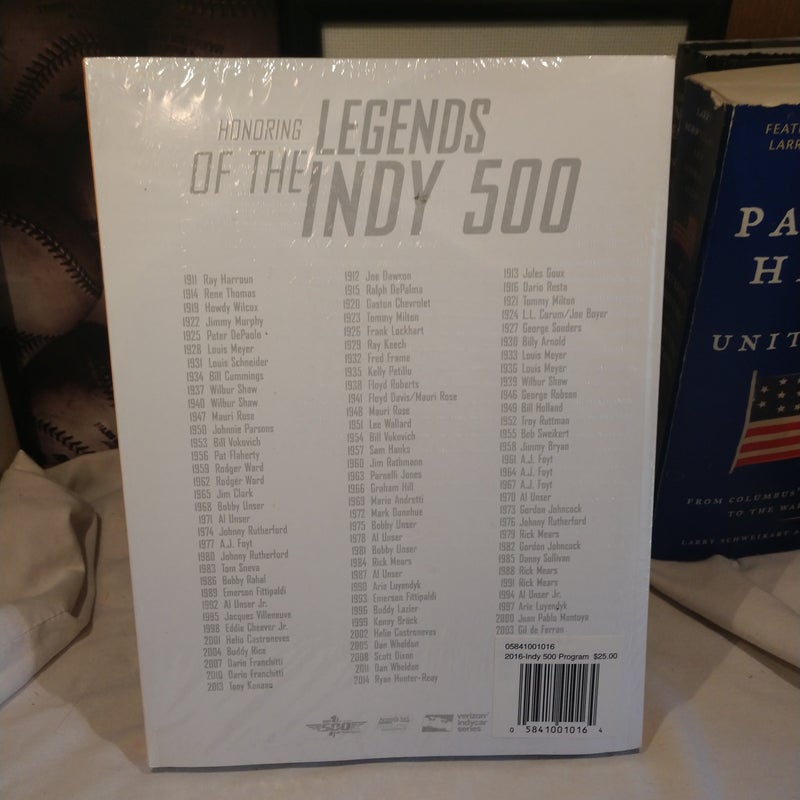 HONORING LEGENDS
OF THE INDY 500
1911 Ray Harroun
1914 Rene Thomas
1919 Howdy Wilcox
1922 Jimmy Murphy
1925 Peter DePaolo
1928 Louis Meyer
1931 Louis Schneider
1934 Bill Cummings
1937 Wilbur Shaw
1940 Wilbur Shaw
1947 Mauri Rose
1950 Johnnie Parsons
1953 Bill Vukovich
1956 Pat Flaherty
1959 Rodger Ward
1962 Rodger Ward
1965 Jim Clark
1968 Bobby Unser
1971 Al Unser
1974 Johnny Rutherford
1977 A.J. Foyt
1980 Johnny Rutherford
1983 Tom Sneva
1986 Bobby Rahal
1989 Emerson Fittipaldi
1992 Al Unser Jr.
1995 Jacques Villeneuve
1998 Eddie Cheever Jr.
2001 Helio Castroneves
2004 Buddy Rice
2007 Dario Franchitti
2010 Dario Franchitti
2013 Tony Kanaan
1912 Joe Dawson
1915 Ralph DePalma
1920 Gaston Chevrolet
1923 Tommy Milton
1926 Frank Lockhart
1929 Ray Keech
1932 Fred Frame
1935 Kelly Petillo
1938 Floyd Roberts
1941 Floyd Davis/Mauri Rose
1948 Mauri Rose
1951 Lee Wallard
1954 Bill Vukovich
1957 Sam Hanks
1960 Jim Rathmann
1963 Parnelli Jones
1966 Graham Hill
1969 Mario Andretti
1972 Mark Donohue
1975 Bobby Unser
1978 Al Unser
1981 Bobby Unser
1984 Rick Mears
1987 Al Unser
1990 Arie Luyendyk
1993 Emerson Fittipaldi
1996 Buddy Lazier
1999 Kenny Bräck
2002 Helio Castroneves
2005 Dan Wheldon
2008 Scott Dixon
2011 Dan Wheldon
2014 Ryan Hunter-Reay
1913 Jules Goux
1916 Dario Resta
1921 Tommy Milton
1924 L.L. Corum/Joe Boyer
1927 George Souders
1930 Billy Arnold
1933 Louis Meyer
1936 Louis Meyer
1939 Wilbur Shaw
1946 George Robson
1949 Bill Holland
1952 Troy Ruttman
1955 Bob Sweikert
1958 Jimmy Bryan
1961 A.J. Foyt
1964 A.J. Foyt
1967 A.J. Foyt
1970 Al Unser
1973 Gordon Johncock
1976 Johnny Rutherford
1979 Rick Mears
1982 Gordon Johncock
1985 Danny Sullivan
1988 Rick Mears
1991 Rick Mears
1994 Al Unser Jr.
1997 Arie Luyendyk
2000 Juan Pablo Montoya
2003 Gil de Ferran
05841001016
2016-Indy 500 Program $25.00
0 5841001016 4
500
verizon
indycar
series
FEAT
LARR
PA
H
UNIT
FROM COLUMBUS'
TO THE WA
LARRY SCHWEIKART A